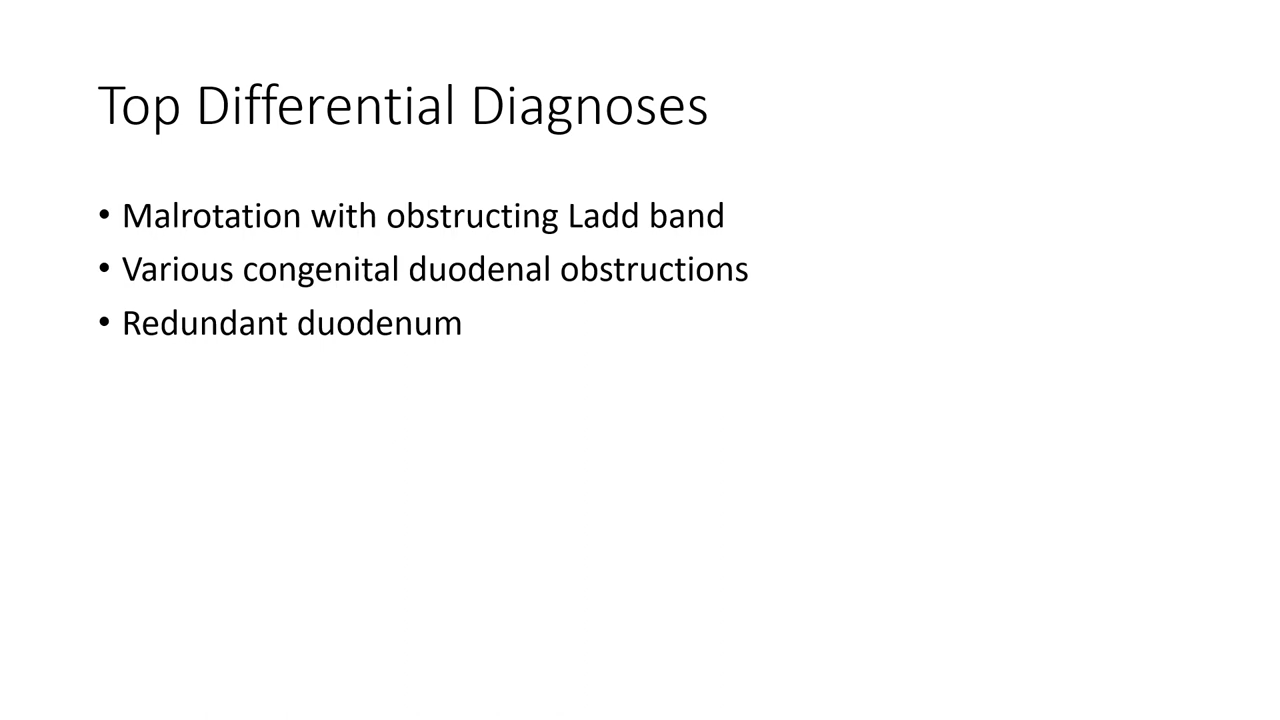 Top Differential Diagnoses
• Malrotation with obstructing Ladd band
• Various congenital duodenal obstructions
• Redundant duodenum